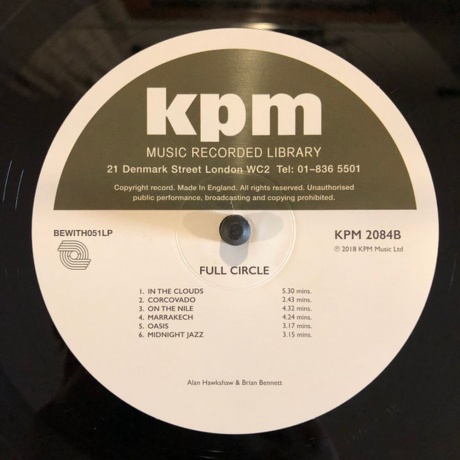 kpm
MUSIC RECORDED LIBRARY
21 Denmark Street London WC2 Tel: 01-836 5501
Copyright record. Made In England. All rights reserved. Unauthorised
public performance, broadcasting and copying prohibited.
BEWITH051LP
KPM 2084B
℗ 2018 KPM Music Ltd
FULL CIRCLE
1. IN THE CLOUDS 5.30 mins.
2. CORCOVADO 2.43 mins.
3. ON THE NILE 4.32 mins.
4. MARRAKECH 4.24 mins.
5. OASIS 3.17 mins.
6. MIDNIGHT JAZZ 3.15 mins.
Alan Hawkshaw & Brian Bennett